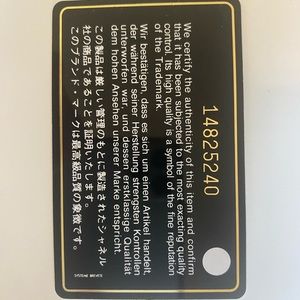 14825240
We certify the authenticity of this item and confirm
that it has been subjected to the most exacting quality
control. Its high quality is a symbol of the fine reputation
of the Trademark.
Wir bestätigen, dass es sich um einen Artikel handelt,
der während seiner Herstellung strengsten Kontrollen
unterworfen war, und dessen erstklassige Qualität
dem hohen Ansehen unserer Marke entspricht.
この製品は厳しい管理のもとに製造されたシャネル
社の商品であることを証明いたします。
このブランド・マークは最高級品質の象徴です。
SYSTEME BREVETE